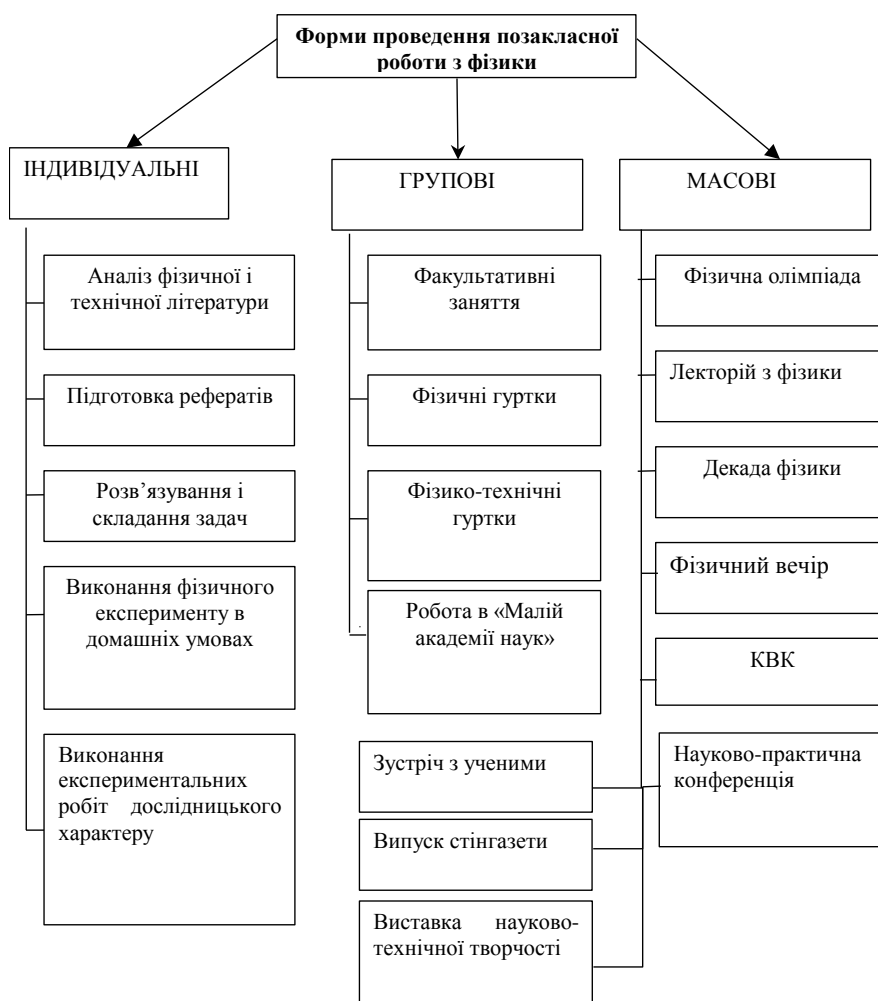 Форми проведення позакласної
роботи з фізики
ІНДИВІДУАЛЬНІ
Аналіз фізичної і
технічної літератури
Підготовка рефератів
Розв’язування і
складання задач
Виконання фізичного
експерименту в
домашніх умовах
Виконання
експериментальних
робіт дослідницького
характеру
ГРУПОВІ
Факультативні
заняття
Фізичні гуртки
Фізико-технічні
гуртки
Робота в «Малій
академії наук»
МАСОВІ
Фізична олімпіада
Лекторій з фізики
Декада фізики
Фізичний вечір
КВК
Науково-практична
конференція
Зустріч з ученими
Випуск стінгазети
Виставка науково-
технічної творчості